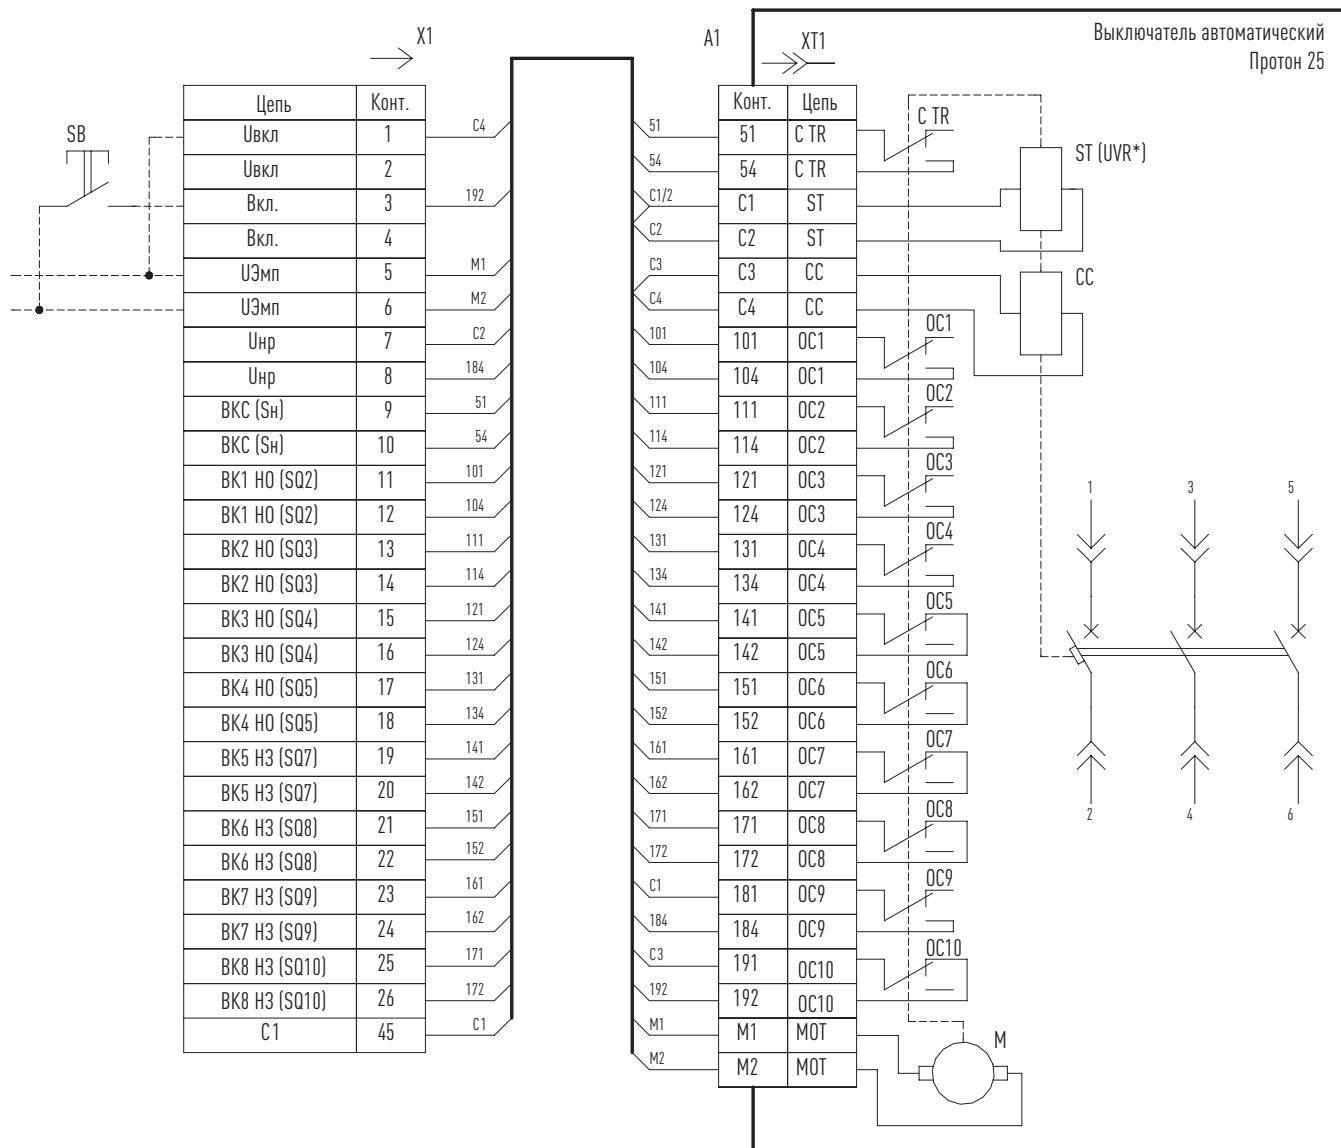 X1
A1
XT1
Выключатель автоматический
Протон 25
SB
Цепь Конт.
Uвкл 1 C4
Uвкл 2
Вкл. 3 192
Вкл. 4
UЭмп 5 M1
UЭмп 6 M2
Uнр 7 C2
Uнр 8 184
ВКС (Sн) 9 51
ВКС (Sн) 10 54
ВК1 НО (SQ2) 11 101
ВК1 НО (SQ2) 12 104
ВК2 НО (SQ3) 13 111
ВК2 НО (SQ3) 14 114
ВК3 НО (SQ4) 15 121
ВК3 НО (SQ4) 16 124
ВК4 НО (SQ5) 17 131
ВК4 НО (SQ5) 18 134
ВК5 НЗ (SQ7) 19 141
ВК5 НЗ (SQ7) 20 142
ВК6 НЗ (SQ8) 21 151
ВК6 НЗ (SQ8) 22 152
ВК7 НЗ (SQ9) 23 161
ВК7 НЗ (SQ9) 24 162
ВК8 НЗ (SQ10) 25 171
ВК8 НЗ (SQ10) 26 172
C1 45 C1
Конт. Цепь
51 51 C TR
54 54 C TR
C1/2 C1 ST
C2 C2 ST
C3 C3 CC
C4 C4 CC
101 101 OC1
104 104 OC1
111 111 OC2
114 114 OC2
121 121 OC3
124 124 OC3
131 131 OC4
134 134 OC4
141 141 OC5
142 142 OC5
151 151 OC6
152 152 OC6
161 161 OC7
162 162 OC7
171 171 OC8
172 172 OC8
C1 181 OC9
184 184 OC9
C3 191 OC10
192 192 OC10
M1 M1 МОТ
M2 M2 МОТ
C TR
ST (UVR*)
CC
OC1
OC2
OC3
OC4
OC5
OC6
OC7
OC8
OC9
OC10
M
1 3 5
2 4 6